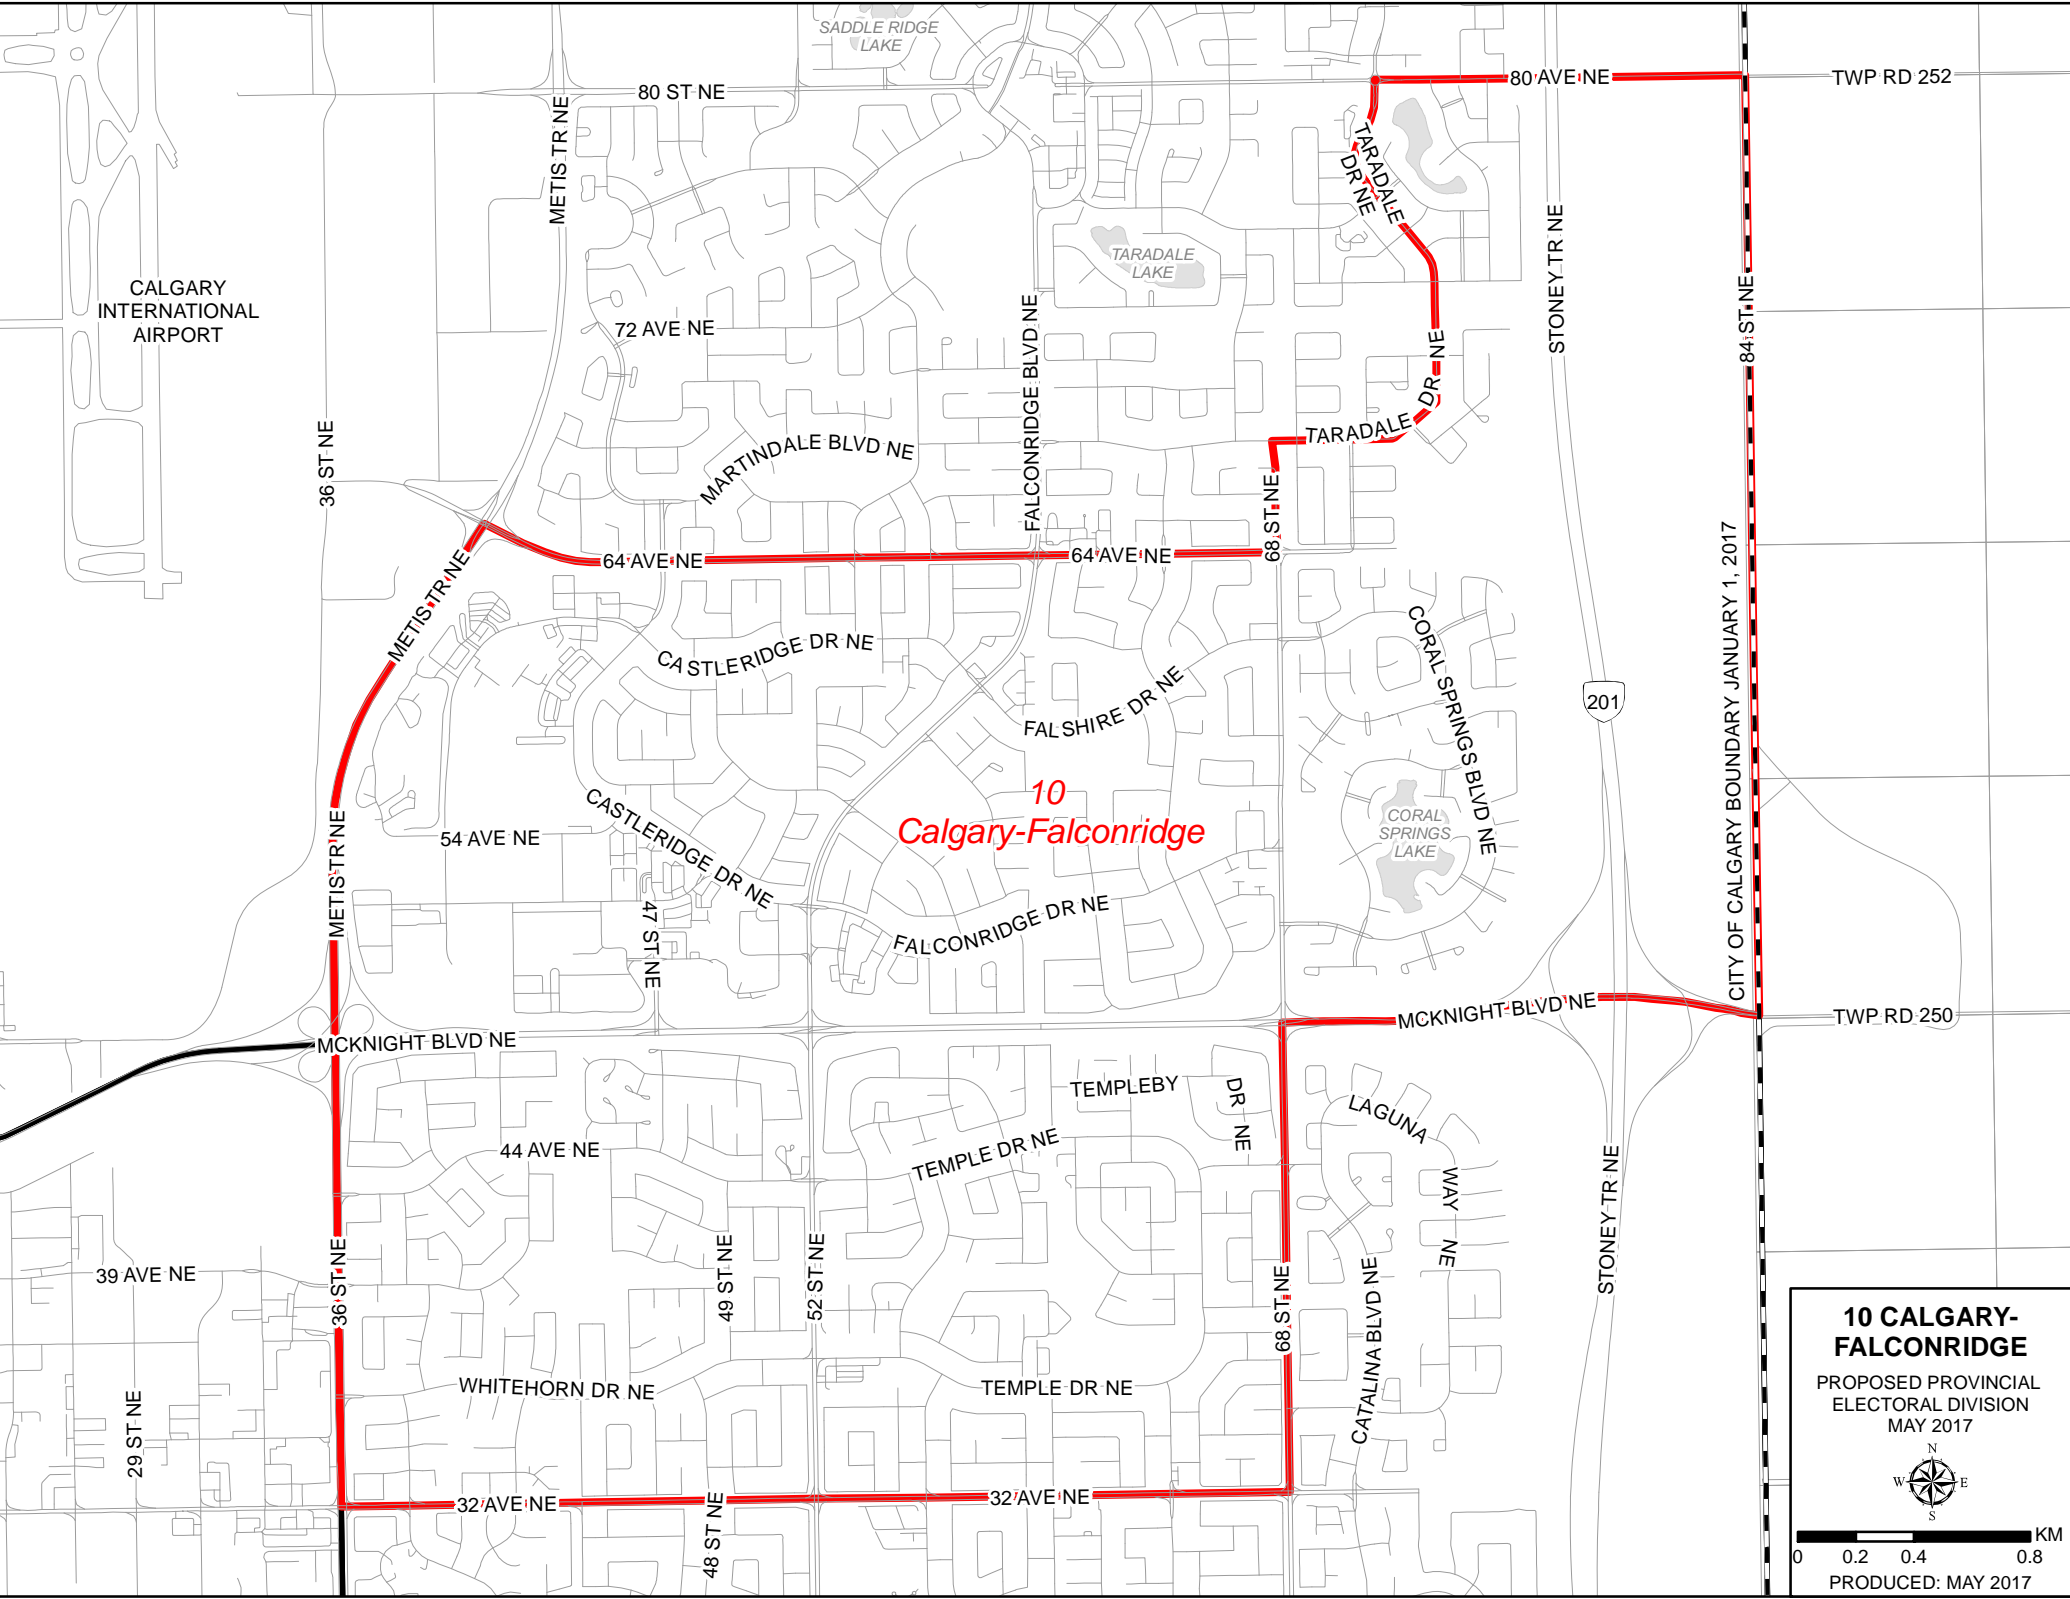 SADDLE RIDGE
LAKE
80 ST NE
80 AVE NE
TWP RD 252
METIS TR NE
TARADALE
DR NE
STONEY TR NE
TARADALE
LAKE
CALGARY
INTERNATIONAL
AIRPORT
84 ST NE
72 AVE NE
FALCONRIDGE BLVD NE
TARADALE DR NE
36 ST NE
MARTINDALE BLVD NE
68 ST NE
64 AVE NE
64 AVE NE
METIS TR NE
CASTLERIDGE DR NE
CORAL SPRINGS BLVD NE
FALSHIRE DR NE
201
CITY OF CALGARY BOUNDARY JANUARY 1, 2017
10
Calgary-Falconridge
CORAL
SPRINGS
LAKE
54 AVE NE
CASTLERIDGE DR NE
METIS TR NE
47 ST NE
FALCONRIDGE DR NE
MCKNIGHT BLVD NE
TWP RD 250
MCKNIGHT BLVD NE
TEMPLEBY DR NE
LAGUNA WAY NE
44 AVE NE
TEMPLE DR NE
STONEY TR NE
39 AVE NE
36 ST NE
49 ST NE
52 ST NE
68 ST NE
CATALINA BLVD NE
WHITEHORN DR NE
TEMPLE DR NE
29 ST NE
32 AVE NE
32 AVE NE
48 ST NE
10 CALGARY-
FALCONRIDGE
PROPOSED PROVINCIAL
ELECTORAL DIVISION
MAY 2017
N
W E
S
KM
0 0.2 0.4 0.8
PRODUCED: MAY 2017